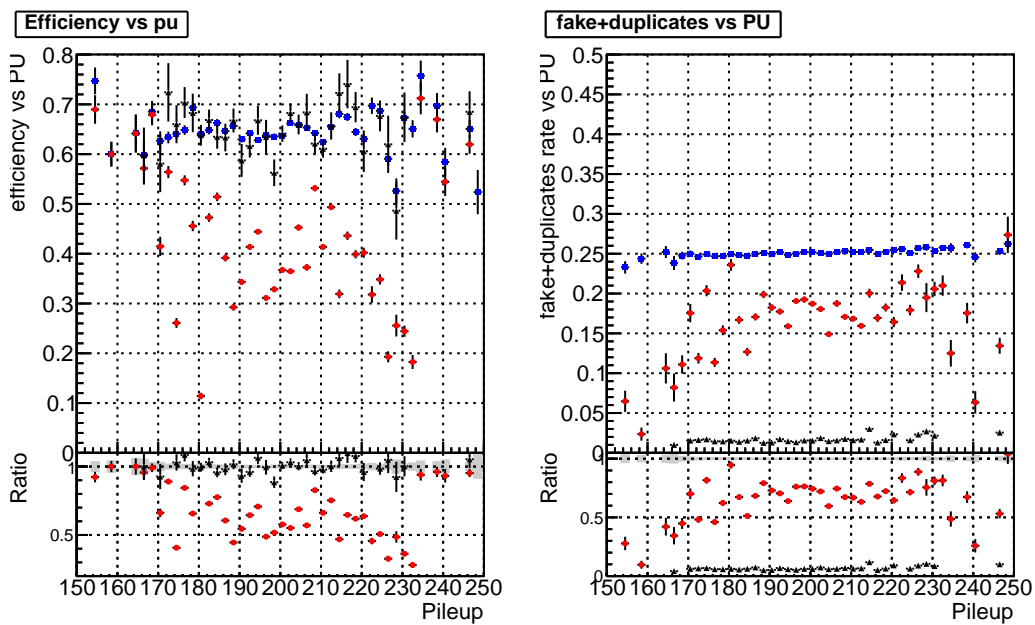 Efficiency vs pu
efficiency vs PU
0.8
0.7
0.6
0.5
0.4
0.3
0.2
0.1
0
Ratio
1
0.5
150 160 170 180 190 200 210 220 230 240 250
Pileup
fake+duplicates vs PU
fake+duplicates rate vs PU
0.5
0.45
0.4
0.35
0.3
0.25
0.2
0.15
0.1
0.05
0
Ratio
1
0.5
0
150 160 170 180 190 200 210 220 230 240 250
Pileup